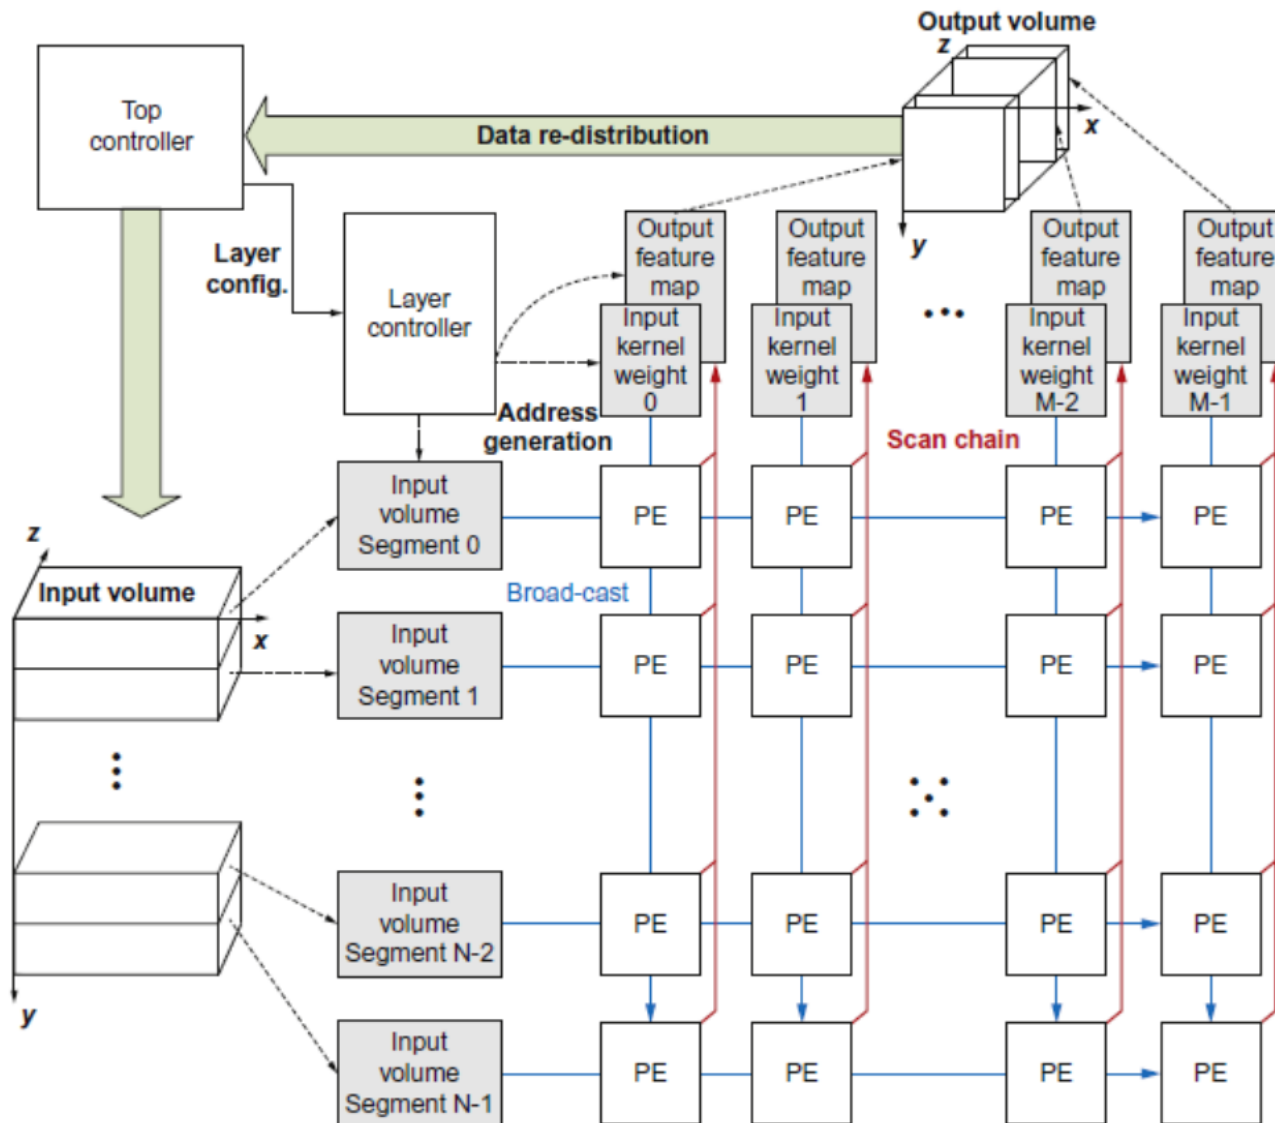 Output volume
z
x
y
Top
controller
Data re-distribution
Layer
config.
Layer
controller
Output
feature
map
Input
kernel
weight
0
Output
feature
map
Input
kernel
weight
1
Output
feature
map
Input
kernel
weight
M-2
Output
feature
map
Input
kernel
weight
M-1
Address
generation
Scan chain
Input
volume
Segment 0
PE
PE
PE
PE
z
Input volume
x
Broad-cast
Input
volume
Segment 1
PE
PE
PE
PE
Input
volume
Segment N-2
PE
PE
PE
PE
y
Input
volume
Segment N-1
PE
PE
PE
PE